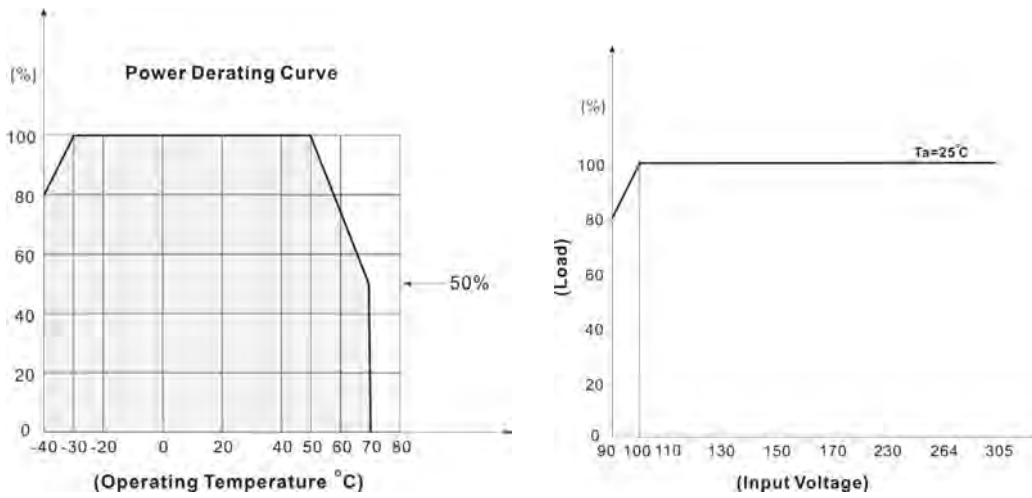 (%)
Power Derating Curve
100
80
60
40
20
0
50%
-40 -30 -20 0 20 40 50 60 70 80
(Operating Temperature °C)
(%)
Ta=25°C
100
80
60
40
20
0
(Load)
90 100 110 130 150 170 230 264 305
(Input Voltage)